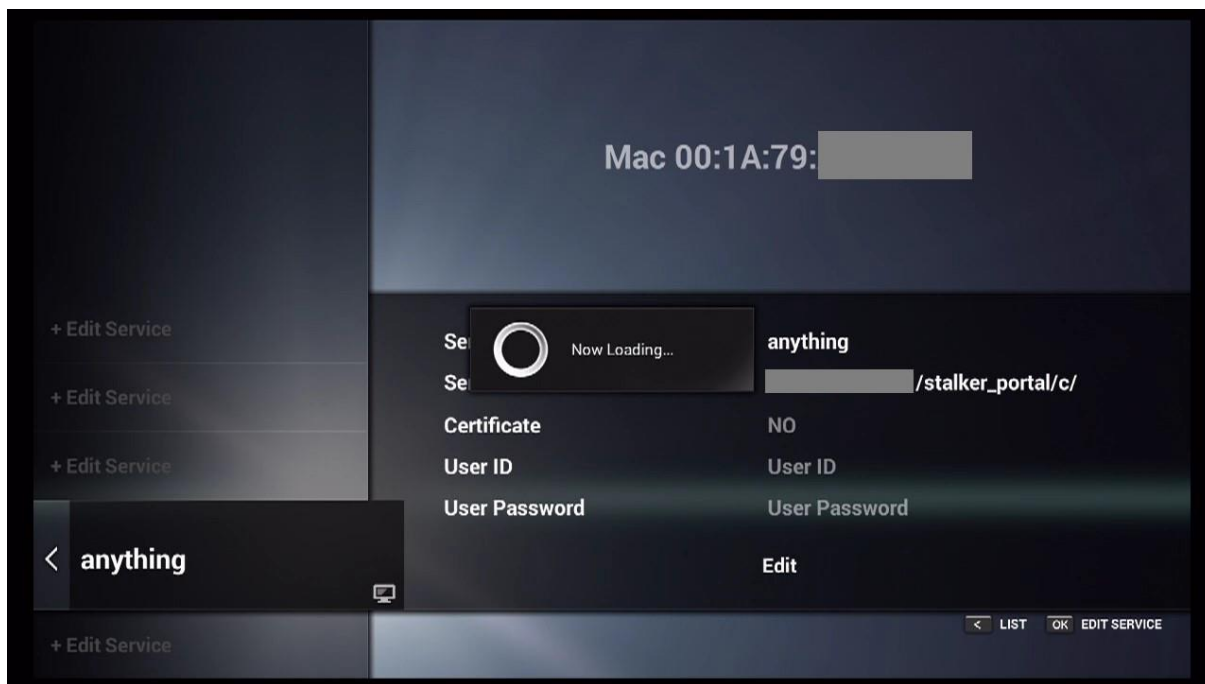 Mac 00:1A:79:
+ Edit Service
+ Edit Service
+ Edit Service
anything
+ Edit Service
Now Loading...
Se
anything
Se
/stalker_portal/c/
Certificate
NO
User ID
User ID
User Password
User Password
Edit
< LIST OK EDIT SERVICE